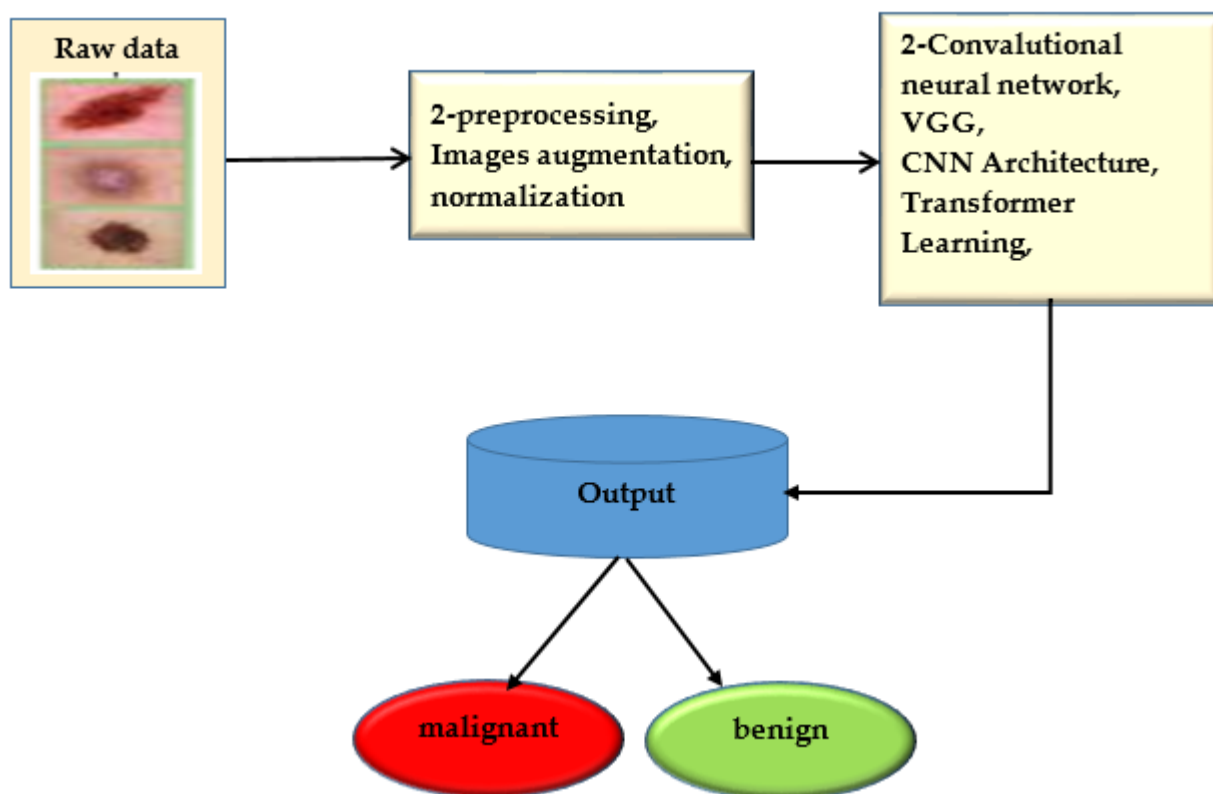 Raw data
2-preprocessing,
Images augmentation,
normalization
2-Convalutional
neural network,
VGG,
CNN Architecture,
Transformer
Learning,
Output
malignant
benign